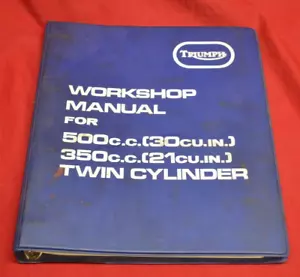 TRIUMPH
WORKSHOP
MANUAL
FOR
500C.C.(30CU.IN.)
350C.C.(21CU.IN.)
TWIN CYLINDER